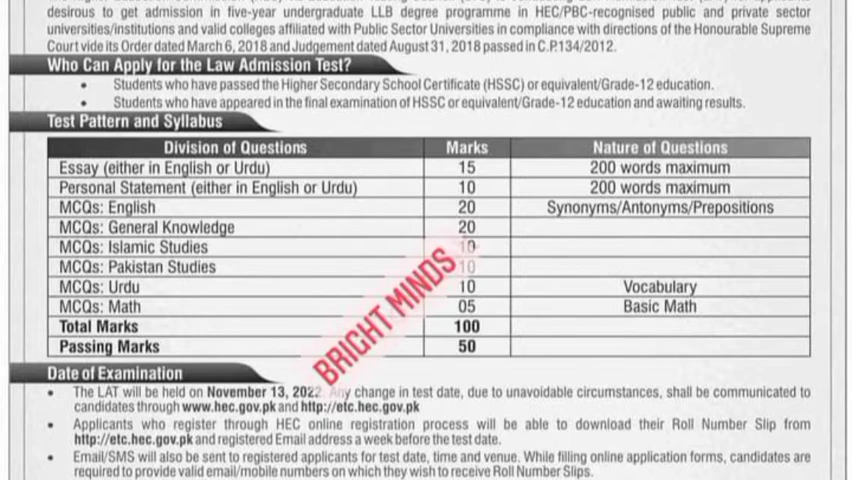 desirous to get admission in five-year undergraduate LLB degree programme in HEC/PBC-recognised public and private sector
universities/institutions and valid colleges affiliated with Public Sector Universities in compliance with directions of the Honourable Supreme
Court vide its Order dated March 6, 2018 and Judgement dated August 31, 2018 passed in C.P.134/2012.
Who Can Apply for the Law Admission Test?
• Students who have passed the Higher Secondary School Certificate (HSSC) or equivalent/Grade-12 education.
• Students who have appeared in the final examination of HSSC or equivalent/Grade-12 education and awaiting results.
Test Pattern and Syllabus
Division of Questions Marks Nature of Questions
Essay (either in English or Urdu) 15 200 words maximum
Personal Statement (either in English or Urdu) 10 200 words maximum
MCQs: English 20 Synonyms/Antonyms/Prepositions
MCQs: General Knowledge 20
MCQs: Islamic Studies 10
MCQs: Pakistan Studies 10
MCQs: Urdu 10 Vocabulary
MCQs: Math 05 Basic Math
Total Marks 100
Passing Marks 50
BRIGHT MINDS
Date of Examination
• The LAT will be held on November 13, 2022. Any change in test date, due to unavoidable circumstances, shall be communicated to
candidates through www.hec.gov.pk and http://etc.hec.gov.pk
• Applicants who register through HEC online registration process will be able to download their Roll Number Slip from
http://etc.hec.gov.pk and registered Email address a week before the test date.
• Email/SMS will also be sent to registered applicants for test date, time and venue. While filling online application forms, candidates are
required to provide valid email/mobile numbers on which they wish to receive Roll Number Slips.